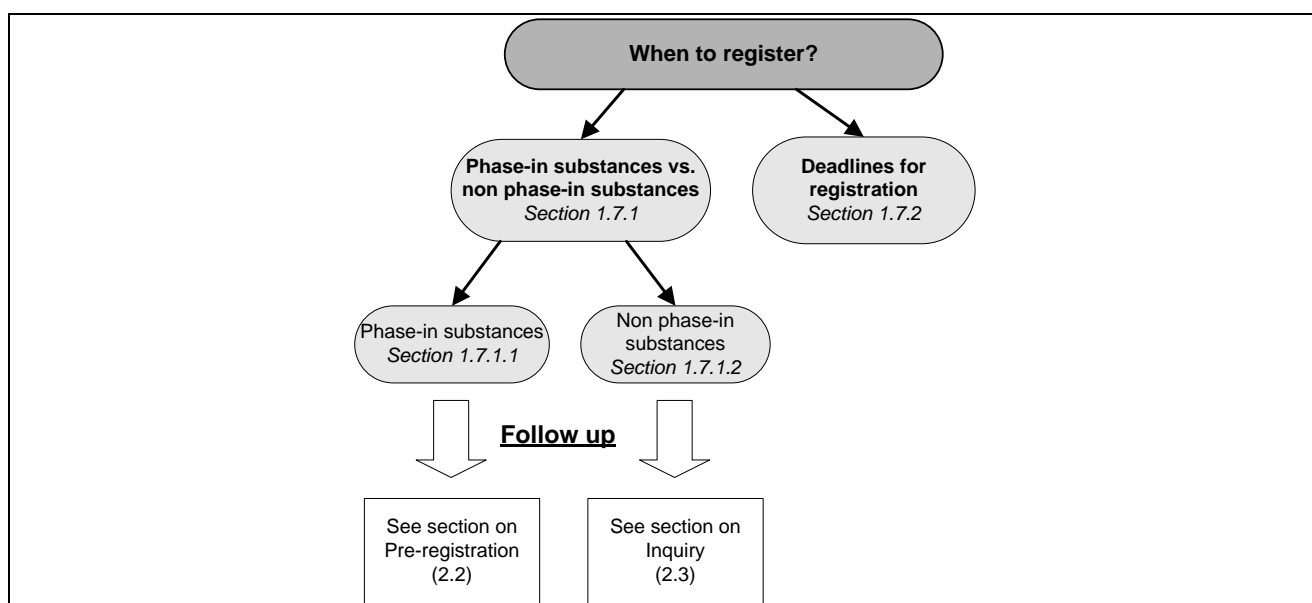 When to register?
Phase-in substances vs.
non phase-in substances
Section 1.7.1
Deadlines for
registration
Section 1.7.2
Phase-in substances
Section 1.7.1.1
Non phase-in
substances
Section 1.7.1.2
Follow up
See section on
Pre-registration
(2.2)
See section on
Inquiry
(2.3)